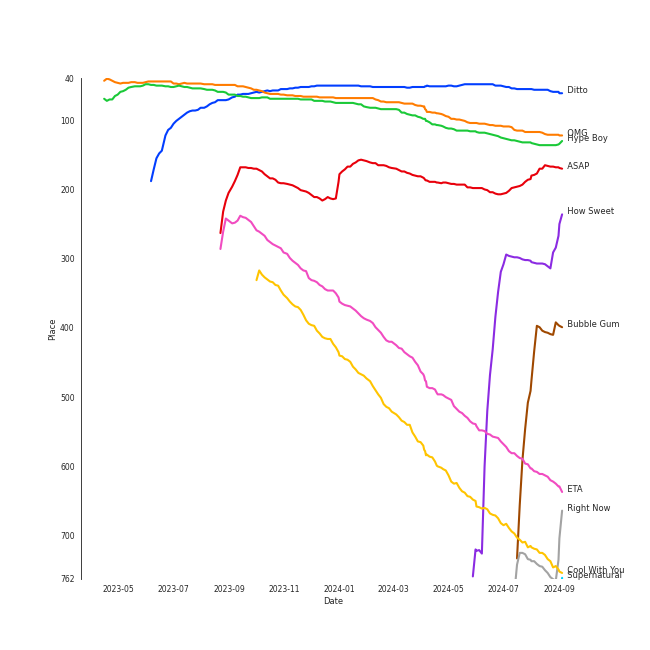 40
100
200
300
400
500
600
700
762
Place
Ditto
OMG
Hype Boy
ASAP
How Sweet
Bubble Gum
ETA
Right Now
Cool With You
Supernatural
2023-05
2023-07
2023-09
2023-11
2024-01
2024-03
2024-05
2024-07
2024-09
Date